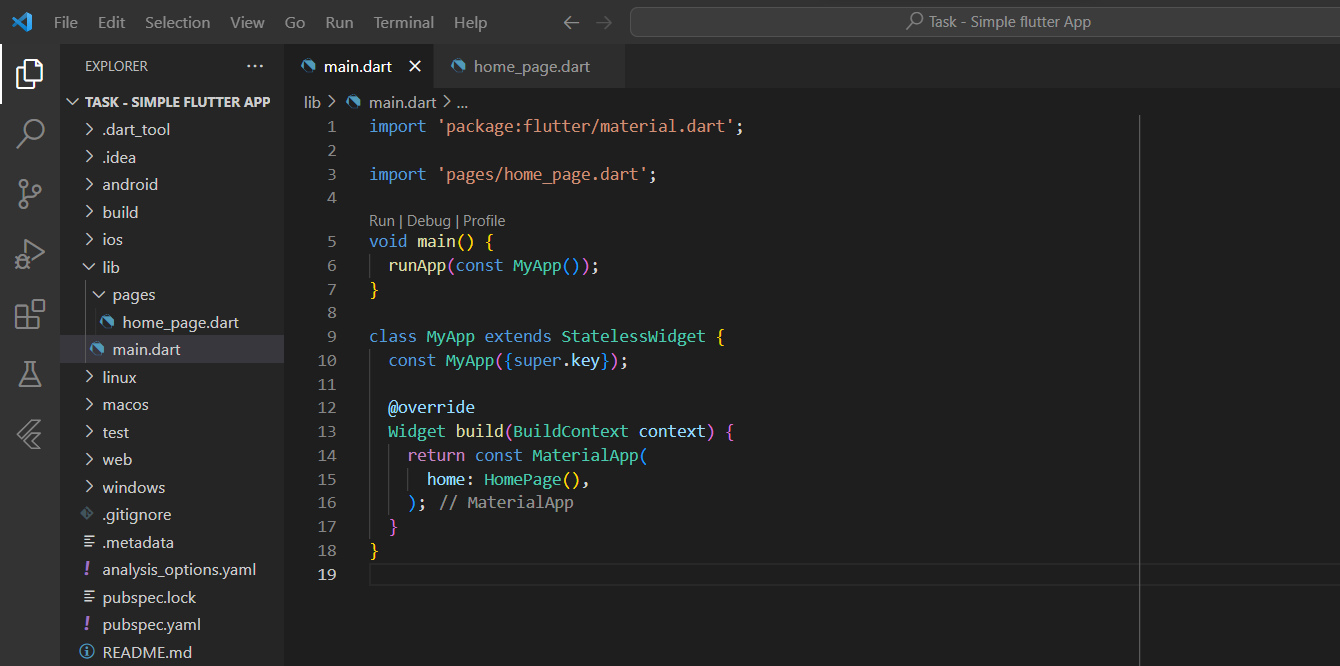 File Edit Selection View Go Run Terminal Help
Task - Simple flutter App
EXPLORER
TASK - SIMPLE FLUTTER APP
.dart_tool
.idea
android
build
ios
lib
pages
home_page.dart
main.dart
linux
macos
test
web
windows
.gitignore
.metadata
! analysis_options.yaml
pubspec.lock
! pubspec.yaml
README.md
main.dart home_page.dart
lib > main.dart > ...
1 import 'package:flutter/material.dart';
2
3 import 'pages/home_page.dart';
4
Run | Debug | Profile
5 void main() {
6   runApp(const MyApp());
7 }
8
9 class MyApp extends StatelessWidget {
10   const MyApp({super.key});
11
12   @override
13   Widget build(BuildContext context) {
14     return const MaterialApp(
15       home: HomePage(),
16     ); // MaterialApp
17   }
18 }
19